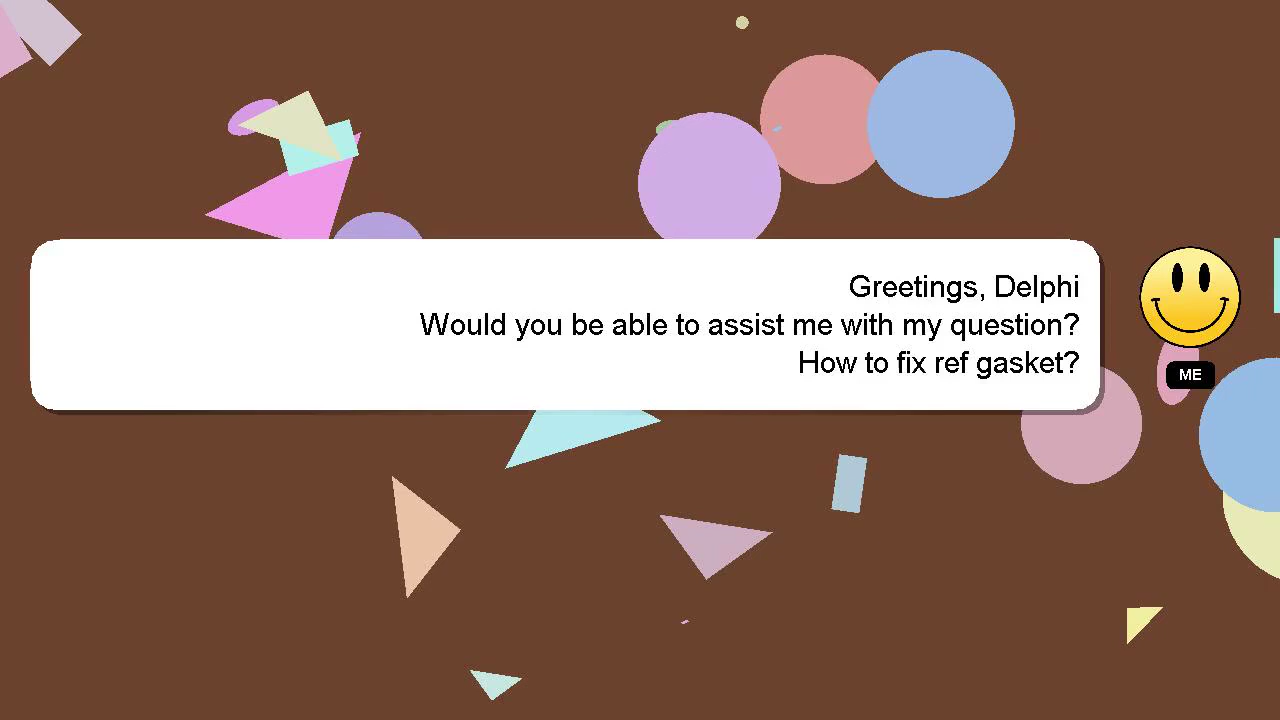 Greetings, Delphi
Would you be able to assist me with my question?
How to fix ref gasket?
ME